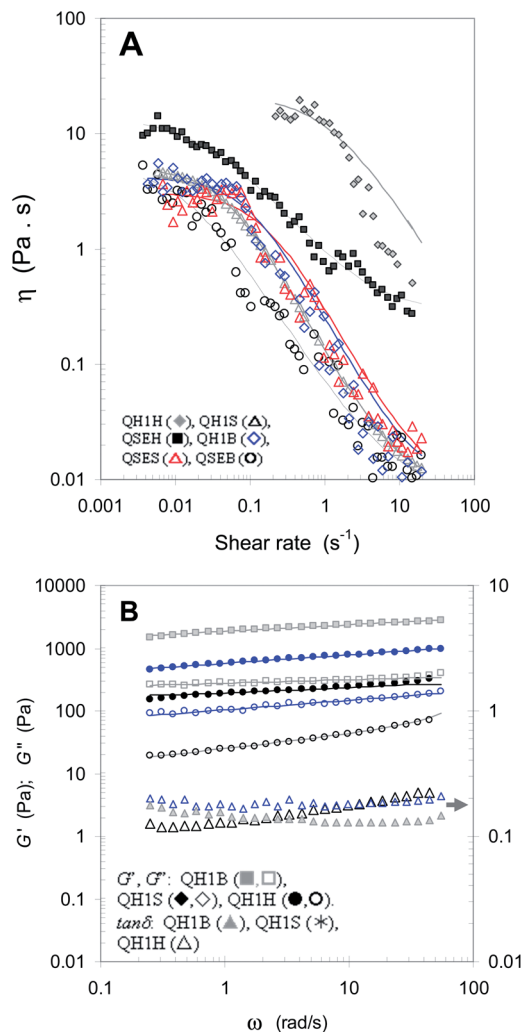 A
100
10
1
0.1
0.01
η (Pa . s)
QH1H (◆), QH1S (△),
QSEH (■), QH1B (◇),
QSES (△), QSEB (○)
0.001 0.01 0.1 1 10 100
Shear rate (s⁻¹)
B
10000
1000
100
10
1
0.1
0.01
G' (Pa); G" (Pa)
10
1
0.1
0.01
G', G": QH1B (■,□),
QH1S (◆,◇), QH1H (●,○).
tanδ: QH1B (▲), QH1S (✳),
QH1H (△)
0.1 1 10 100
ω (rad/s)